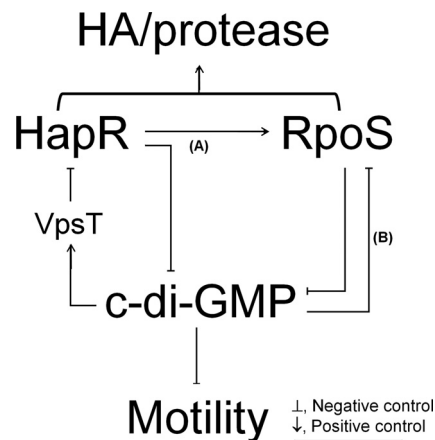 HA/protease
HapR
RpoS
(A)
VpsT
(B)
c-di-GMP
Motility
⊥, Negative control
↓, Positive control